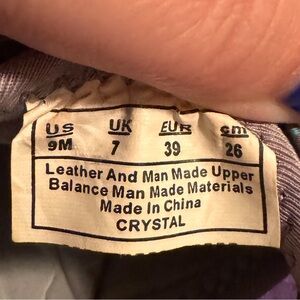 US UK EUR cm
9M 7 39 26
Leather And Man Made Upper
Balance Man Made Materials
Made In China
CRYSTAL